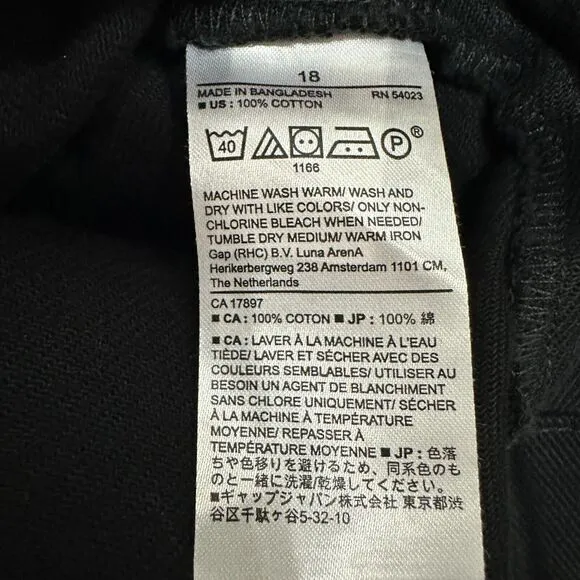 18
MADE IN BANGLADESH RN 54023
■ US : 100% COTTON
40 P ®
1166
MACHINE WASH WARM/ WASH AND
DRY WITH LIKE COLORS/ ONLY NON-
CHLORINE BLEACH WHEN NEEDED/
TUMBLE DRY MEDIUM/ WARM IRON
Gap (RHC) B.V. Luna ArenA
Herikerbergweg 238 Amsterdam 1101 CM,
The Netherlands
CA 17897
■ CA : 100% COTON ■ JP : 100% 綿
■ CA : LAVER À LA MACHINE À L'EAU
TIÈDE/ LAVER ET SÉCHER AVEC DES
COULEURS SEMBLABLES/ UTILISER AU
BESOIN UN AGENT DE BLANCHIMENT
SANS CHLORE UNIQUEMENT/ SÉCHER
À LA MACHINE À TEMPÉRATURE
MOYENNE/ REPASSER À
TEMPÉRATURE MOYENNE ■ JP : 色落
ちや色移りを避けるため、同系色のも
のと一緒に洗濯/乾燥してください。
■ギャップジャパン株式会社 東京都渋
谷区千駄ヶ谷5-32-10